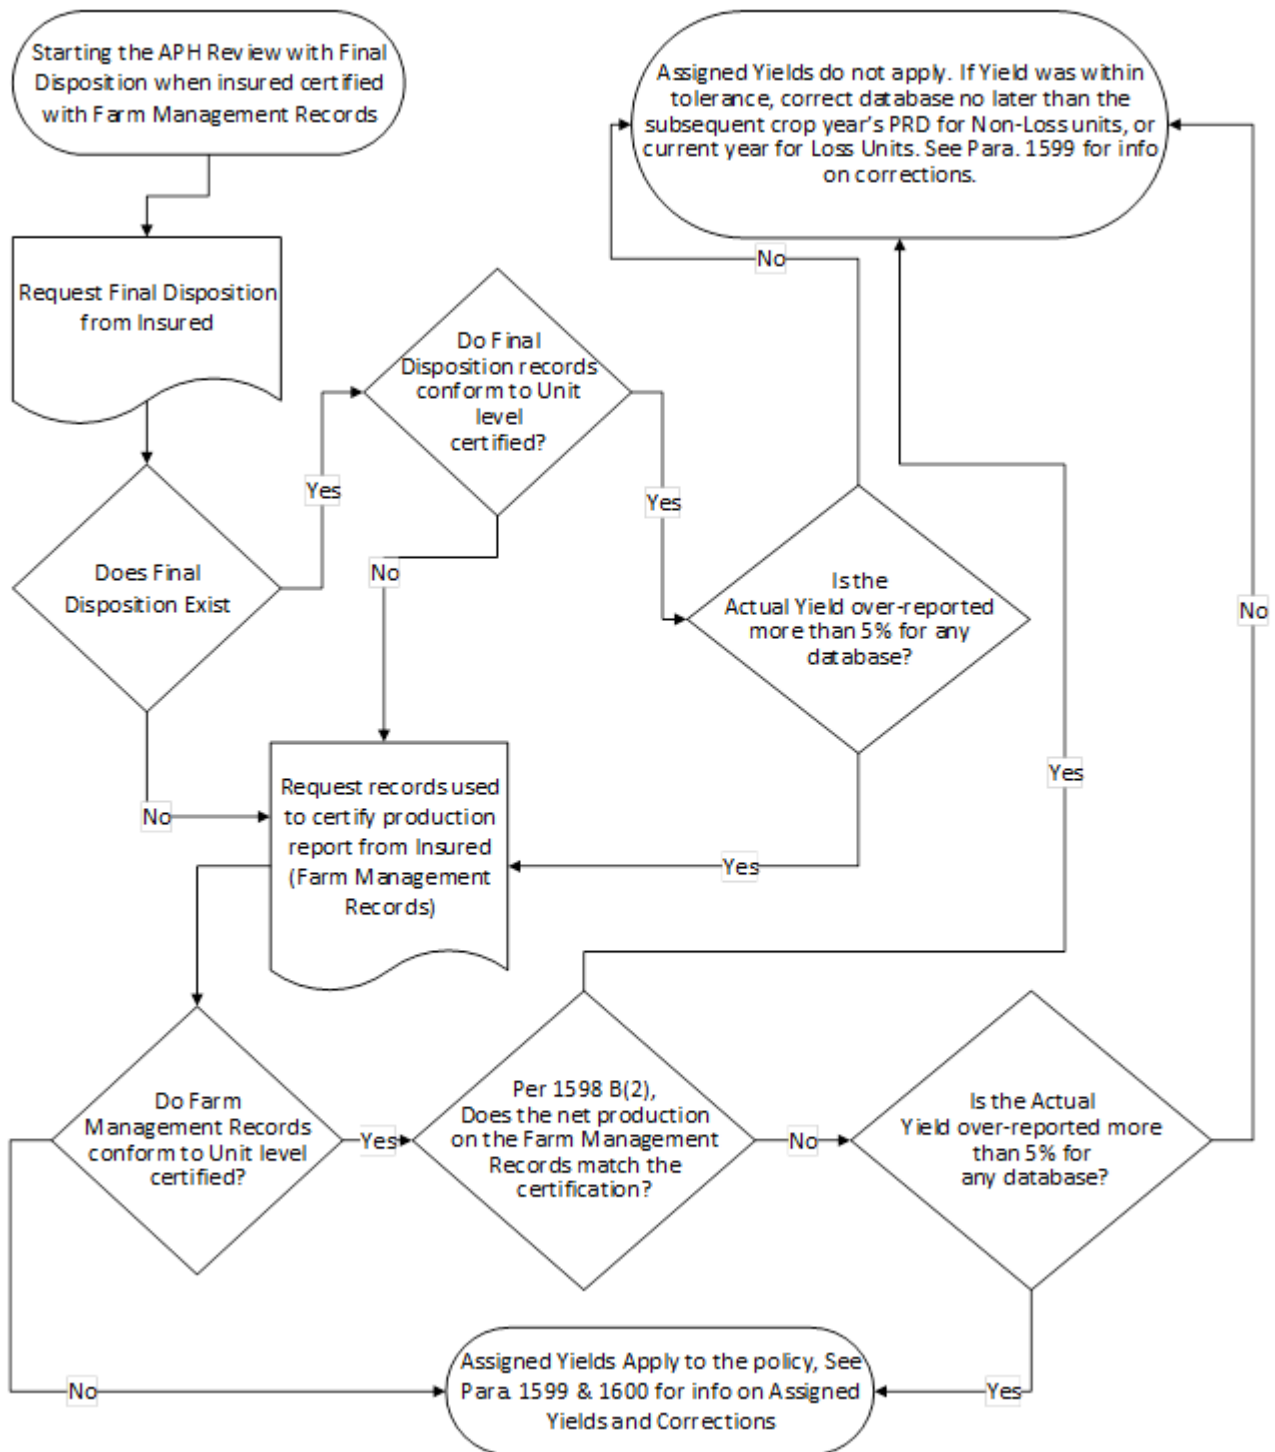 Starting the APH Review with Final
Disposition when insured certified
with Farm Management Records
Assigned Yields do not apply. If Yield was within
tolerance, correct database no later than the
subsequent crop year's PRD for Non-Loss units, or
current year for Loss Units. See Para. 1599 for info
on corrections.
No
Request Final Disposition
from Insured
Do Final
Disposition records
conform to Unit
level
certified?
Yes
Yes
Does Final
Disposition Exist
No
Is the
Actual Yield over-reported
more than 5% for any
database?
No
Yes
Request records used
to certify production
report from Insured
(Farm Management
Records)
No
Yes
Do Farm
Management Records
conform to Unit level
certified?
Yes
Per 1598 B(2),
Does the net production
on the Farm Management
Records match the
certification?
No
Is the Actual
Yield over-reported more
than 5% for
any database?
No
Assigned Yields Apply to the policy, See
Para. 1599 & 1600 for info on Assigned
Yields and Corrections
Yes